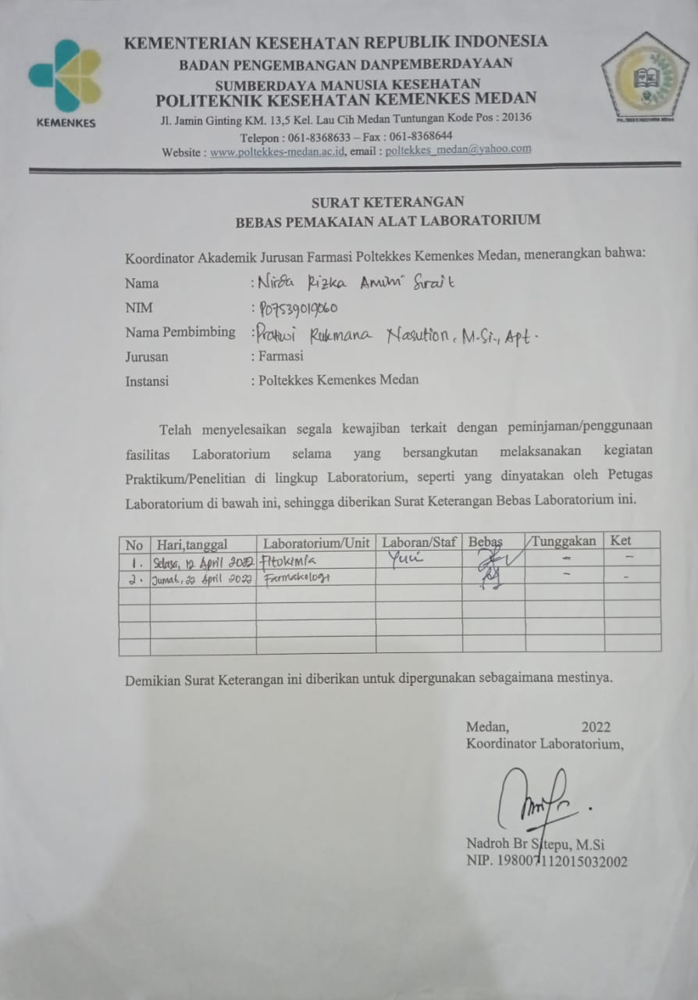 KEMENTERIAN KESEHATAN REPUBLIK INDONESIA
BADAN PENGEMBANGAN DANPEMBERDAYAAN
SUMBERDAYA MANUSIA KESEHATAN
POLITEKNIK KESEHATAN KEMENKES MEDAN
KEMENKES
Jl. Jamin Ginting KM. 13,5 Kel. Lau Cih Medan Tuntungan Kode Pos : 20136
Telepon : 061-8368633 – Fax : 061-8368644
Website : www.poltekkes-medan.ac.id, email : poltekkes_medan@yahoo.com
SURAT KETERANGAN
BEBAS PEMAKAIAN ALAT LABORATORIUM
Koordinator Akademik Jurusan Farmasi Poltekkes Kemenkes Medan, menerangkan bahwa:
Nama : Nirda Rizka Amimi Sirait
NIM : P07539019060
Nama Pembimbing : Pratiwi Rukmana Nasution, M.Si., Apt.
Jurusan : Farmasi
Instansi : Poltekkes Kemenkes Medan
Telah menyelesaikan segala kewajiban terkait dengan peminjaman/penggunaan
fasilitas Laboratorium selama yang bersangkutan melaksanakan kegiatan
Praktikum/Penelitian di lingkup Laboratorium, seperti yang dinyatakan oleh Petugas
Laboratorium di bawah ini, sehingga diberikan Surat Keterangan Bebas Laboratorium ini.
No Hari,tanggal Laboratorium/Unit Laboran/Staf Bebas Tunggakan Ket
1. Selasa, 12 April 2022 Fitokimia Yuci - -
2. Jumat, 22 April 2022 Farmakologi - -
Demikian Surat Keterangan ini diberikan untuk dipergunakan sebagaimana mestinya.
Medan, 2022
Koordinator Laboratorium,
Nadroh Br Sitepu, M.Si
NIP. 198007112015032002